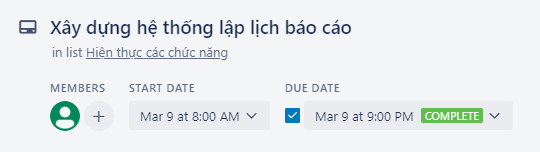 Xây dựng hệ thống lập lịch báo cáo
in list Hiện thực các chức năng
MEMBERS START DATE DUE DATE
Mar 9 at 8:00 AM Mar 9 at 9:00 PM COMPLETE